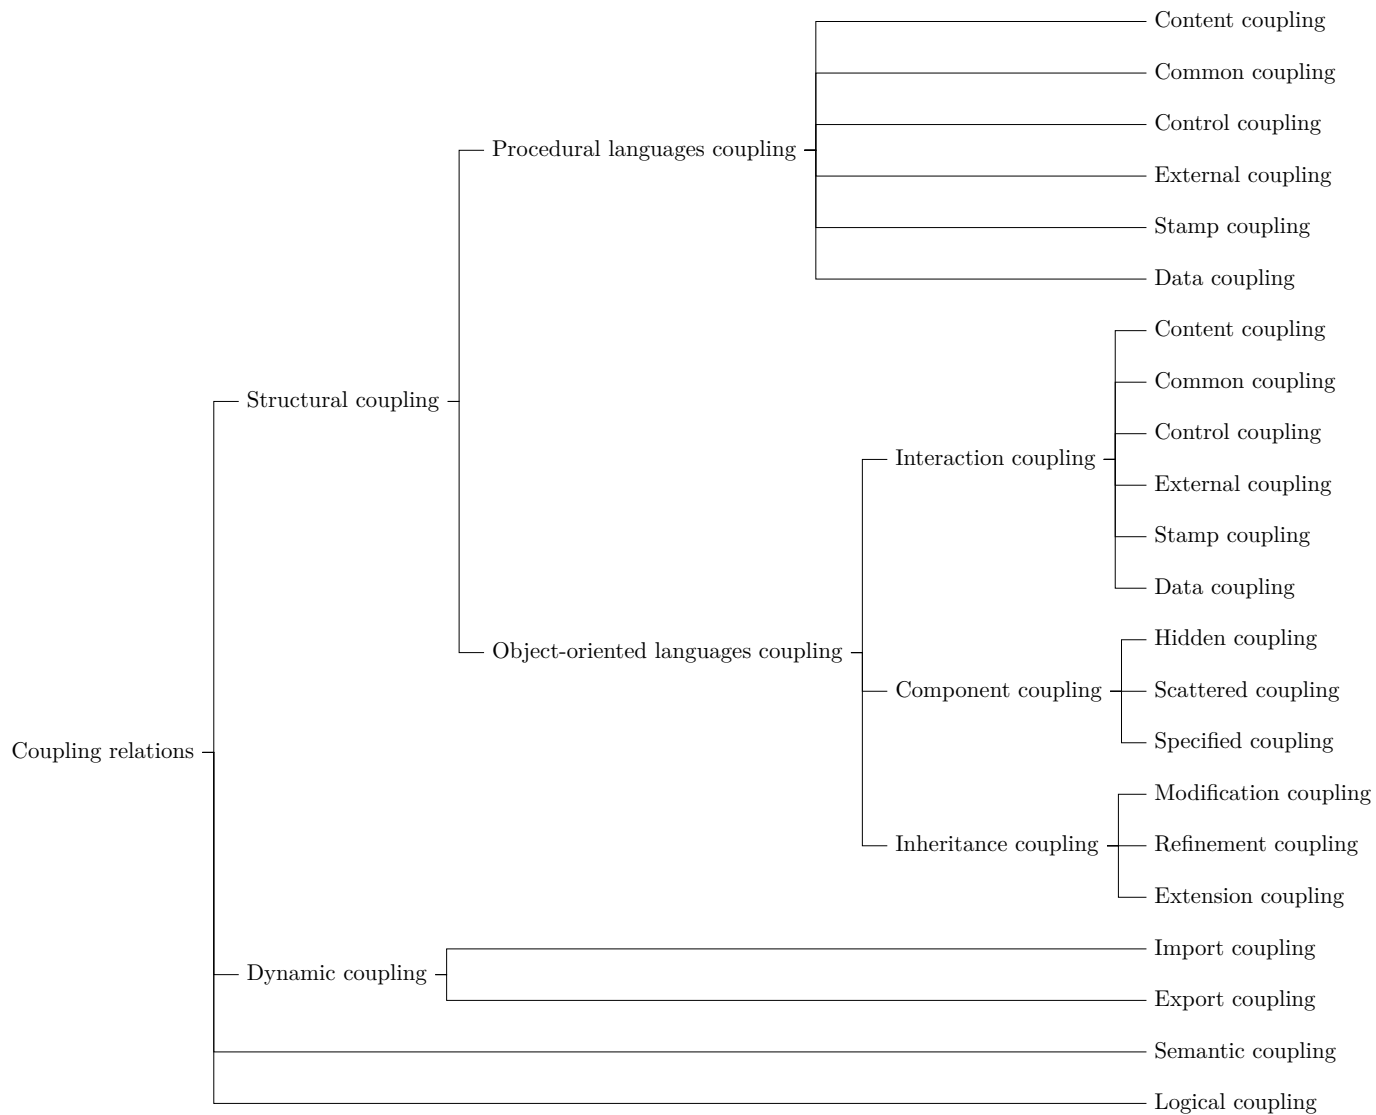 Content coupling
Common coupling
Control coupling
Procedural languages coupling
External coupling
Stamp coupling
Data coupling
Content coupling
Common coupling
Structural coupling
Control coupling
Interaction coupling
External coupling
Stamp coupling
Data coupling
Hidden coupling
Object-oriented languages coupling
Component coupling
Scattered coupling
Specified coupling
Coupling relations
Modification coupling
Inheritance coupling
Refinement coupling
Extension coupling
Import coupling
Dynamic coupling
Export coupling
Semantic coupling
Logical coupling